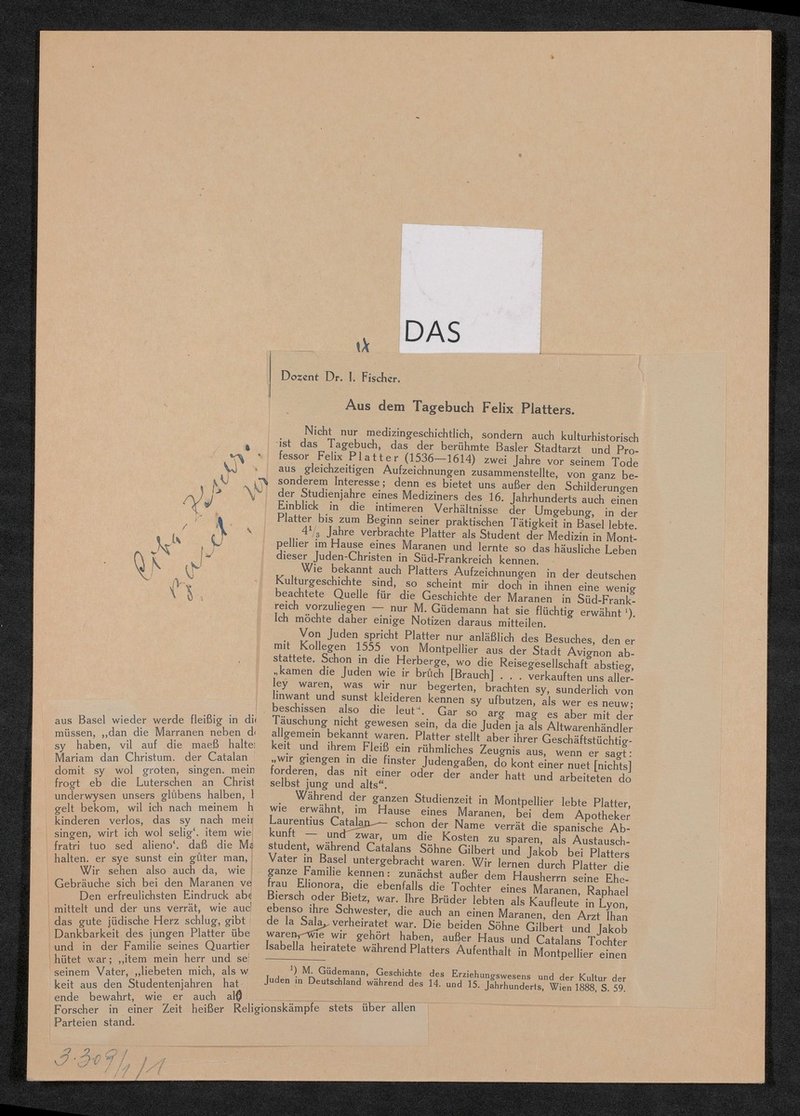 DAS
IX
Dozent Dr. I. Fischer.
Aus dem Tagebuch Felix Platters.
Nicht nur medizingeschichtlich, sondern auch kulturhistorisch
ist das Tagebuch, das der berühmte Basler Stadtarzt und Pro-
fessor Felix Platter (1536—1614) zwei Jahre vor seinem Tode
aus gleichzeitigen Aufzeichnungen zusammenstellte, von ganz be-
sonderem Interesse; denn es bietet uns außer den Schilderungen
der Studienjahre eines Mediziners des 16. Jahrhunderts auch einen
Einblick in die intimeren Verhältnisse der Umgebung, in der
Platter bis zum Beginn seiner praktischen Tätigkeit in Basel lebte.
4¹/₃ Jahre verbrachte Platter als Student der Medizin in Mont-
pellier im Hause eines Maranen und lernte so das häusliche Leben
dieser Juden-Christen in Süd-Frankreich kennen.
Wie bekannt auch Platters Aufzeichnungen in der deutschen
Kulturgeschichte sind, so scheint mir doch in ihnen eine wenig
beachtete Quelle für die Geschichte der Maranen in Süd-Frank-
reich vorzuliegen — nur M. Güdemann hat sie flüchtig erwähnt ¹).
Ich möchte daher einige Notizen daraus mitteilen.
Von Juden spricht Platter nur anläßlich des Besuches, den er
mit Kollegen 1555 von Montpellier aus der Stadt Avignon ab-
stattete. Schon in die Herberge, wo die Reisegesellschaft abstieg,
„kamen die Juden wie ir brůch [Brauch] . . . verkauften uns aller-
ley waren, was wir nur begerten, brachten sy, sunderlich von
linwant und sunst kleideren kennen sy ufbutzen, als wer es neuw;
beschissen also die leut“. Gar so arg mag es aber mit der
Täuschung nicht gewesen sein, da die Juden ja als Altwarenhändler
allgemein bekannt waren. Platter stellt aber ihrer Geschäftstüchtig-
keit und ihrem Fleiß ein rühmliches Zeugnis aus, wenn er sagt:
„wir giengen in die finster Judengaßen, do kont einer nuet [nichts]
forderen, das nit einer oder der ander hatt und arbeiteten do
selbst jung und alts“.
Während der ganzen Studienzeit in Montpellier lebte Platter,
wie erwähnt, im Hause eines Maranen, bei dem Apotheker
Laurentius Catalan — schon der Name verrät die spanische Ab-
kunft — und zwar, um die Kosten zu sparen, als Austausch-
student, während Catalans Söhne Gilbert und Jakob bei Platters
Vater in Basel untergebracht waren. Wir lernen durch Platter die
ganze Familie kennen: zunächst außer dem Hausherrn seine Ehe-
frau Elionora, die ebenfalls die Tochter eines Maranen, Raphael
Biersch oder Bietz, war. Ihre Brüder lebten als Kaufleute in Lyon,
ebenso ihre Schwester, die auch an einen Maranen, den Arzt Ihan
de la Sala, verheiratet war. Die beiden Söhne Gilbert und Jakob
waren, wie wir gehört haben, außer Haus und Catalans Tochter
Isabella heiratete während Platters Aufenthalt in Montpellier einen
¹) M. Güdemann, Geschichte des Erziehungswesens und der Kultur der
Juden in Deutschland während des 14. und 15. Jahrhunderts, Wien 1888, S. 59.
aus Basel wieder werde fleißig in di
müssen, „dan die Marranen neben d
sy haben, vil auf die maeß halte
Mariam dan Christum. der Catalan
domit sy wol groten, singen. mein
frogt eb die Luterschen an Christ
underwysen unsers glübens halben,
gelt bekom, wil ich nach meinem h
kinderen verlos, das sy nach mein
singen, wirt ich wol selig‘. item wie
fratri tuo sed alieno‘. daß die Ma
halten. er sye sunst ein güter man,
Wir sehen also auch da, wie
Gebräuche sich bei den Maranen ve
Den erfreulichsten Eindruck abe
mittelt und der uns verrät, wie auc
das gute jüdische Herz schlug, gibt
Dankbarkeit des jungen Platter übe
und in der Familie seines Quartier
hütet war; „item mein herr und se
seinem Vater, „liebeten mich, als w
keit aus den Studentenjahren hat
ende bewahrt, wie er auch al
Forscher in einer Zeit heißer Religionskämpfe stets über allen
Parteien stand.
3.309/1/1